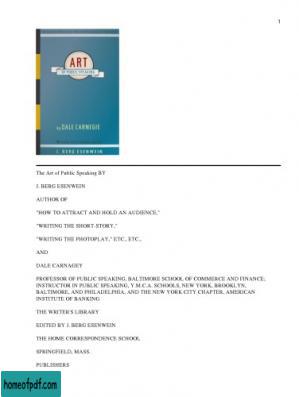 1
ART
OF PUBLIC SPEAKING
by DALE CARNEGIE
J. BERG ESENWEIN
The Art of Public Speaking BY
J. BERG ESENWEIN
AUTHOR OF
"HOW TO ATTRACT AND HOLD AN AUDIENCE,"
"WRITING THE SHORT-STORY,"
"WRITING THE PHOTOPLAY," ETC., ETC.,
AND
DALE CARNAGEY
PROFESSOR OF PUBLIC SPEAKING, BALTIMORE SCHOOL OF COMMERCE AND FINANCE;
INSTRUCTOR IN PUBLIC SPEAKING, Y.M.C.A. SCHOOLS, NEW YORK, BROOKLYN,
BALTIMORE, AND PHILADELPHIA, AND THE NEW YORK CITY CHAPTER, AMERICAN
INSTITUTE OF BANKING
THE WRITER'S LIBRARY
EDITED BY J. BERG ESENWEIN
THE HOME CORRESPONDENCE SCHOOL
SPRINGFIELD, MASS.
PUBLISHERS
homeofpdf.com